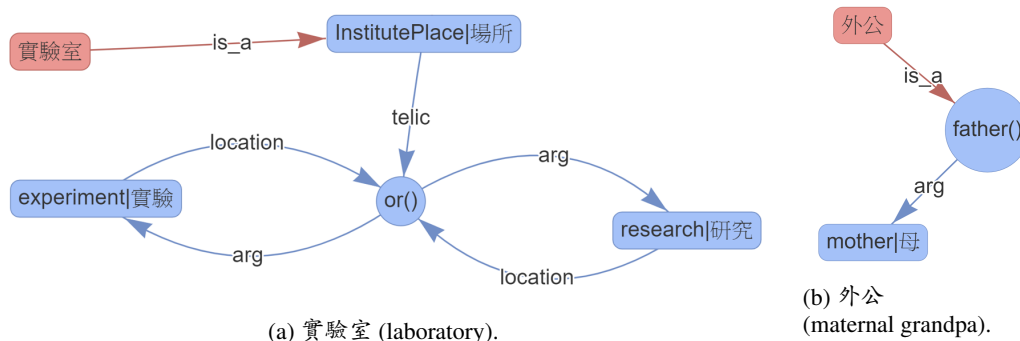 InstitutePlace|場所
實驗室
is_a
telic
location
arg
experiment|實驗
or()
research|研究
arg
location
(a) 實驗室 (laboratory).
外公
is_a
father()
arg
mother|母
(b) 外公
(maternal grandpa).